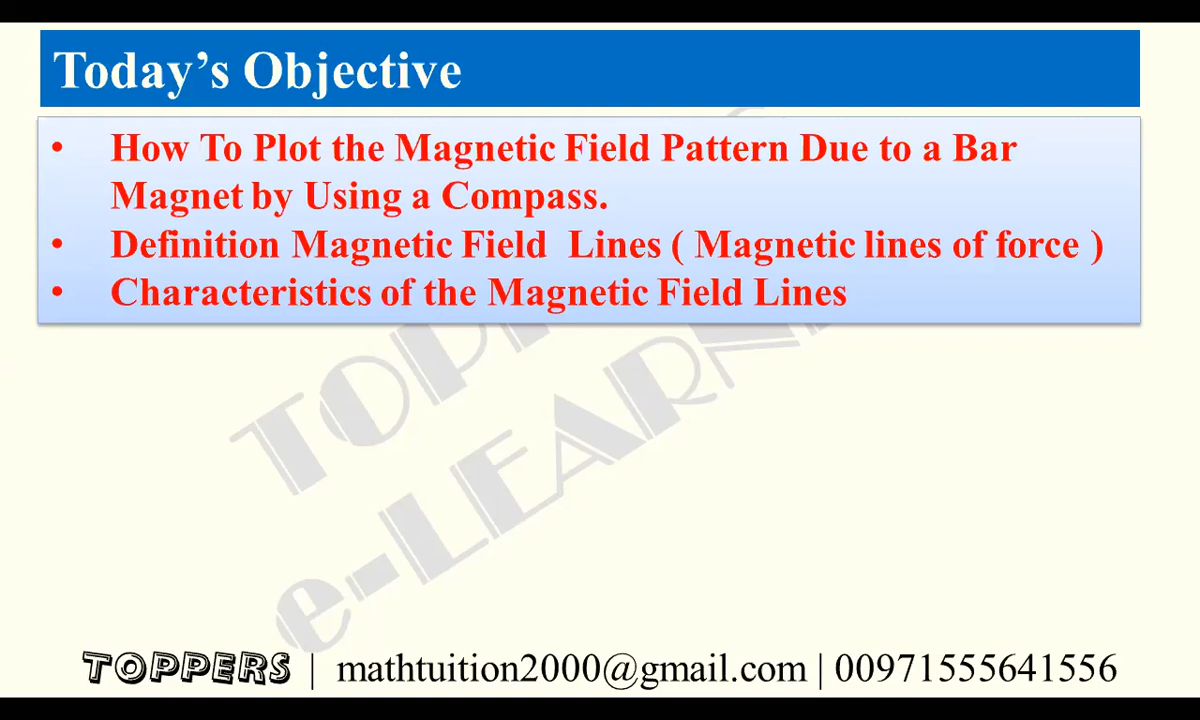 Today's Objective
• How To Plot the Magnetic Field Pattern Due to a Bar
Magnet by Using a Compass.
• Definition Magnetic Field Lines ( Magnetic lines of force )
• Characteristics of the Magnetic Field Lines
TOPPERS | mathtuition2000@gmail.com | 00971555641556